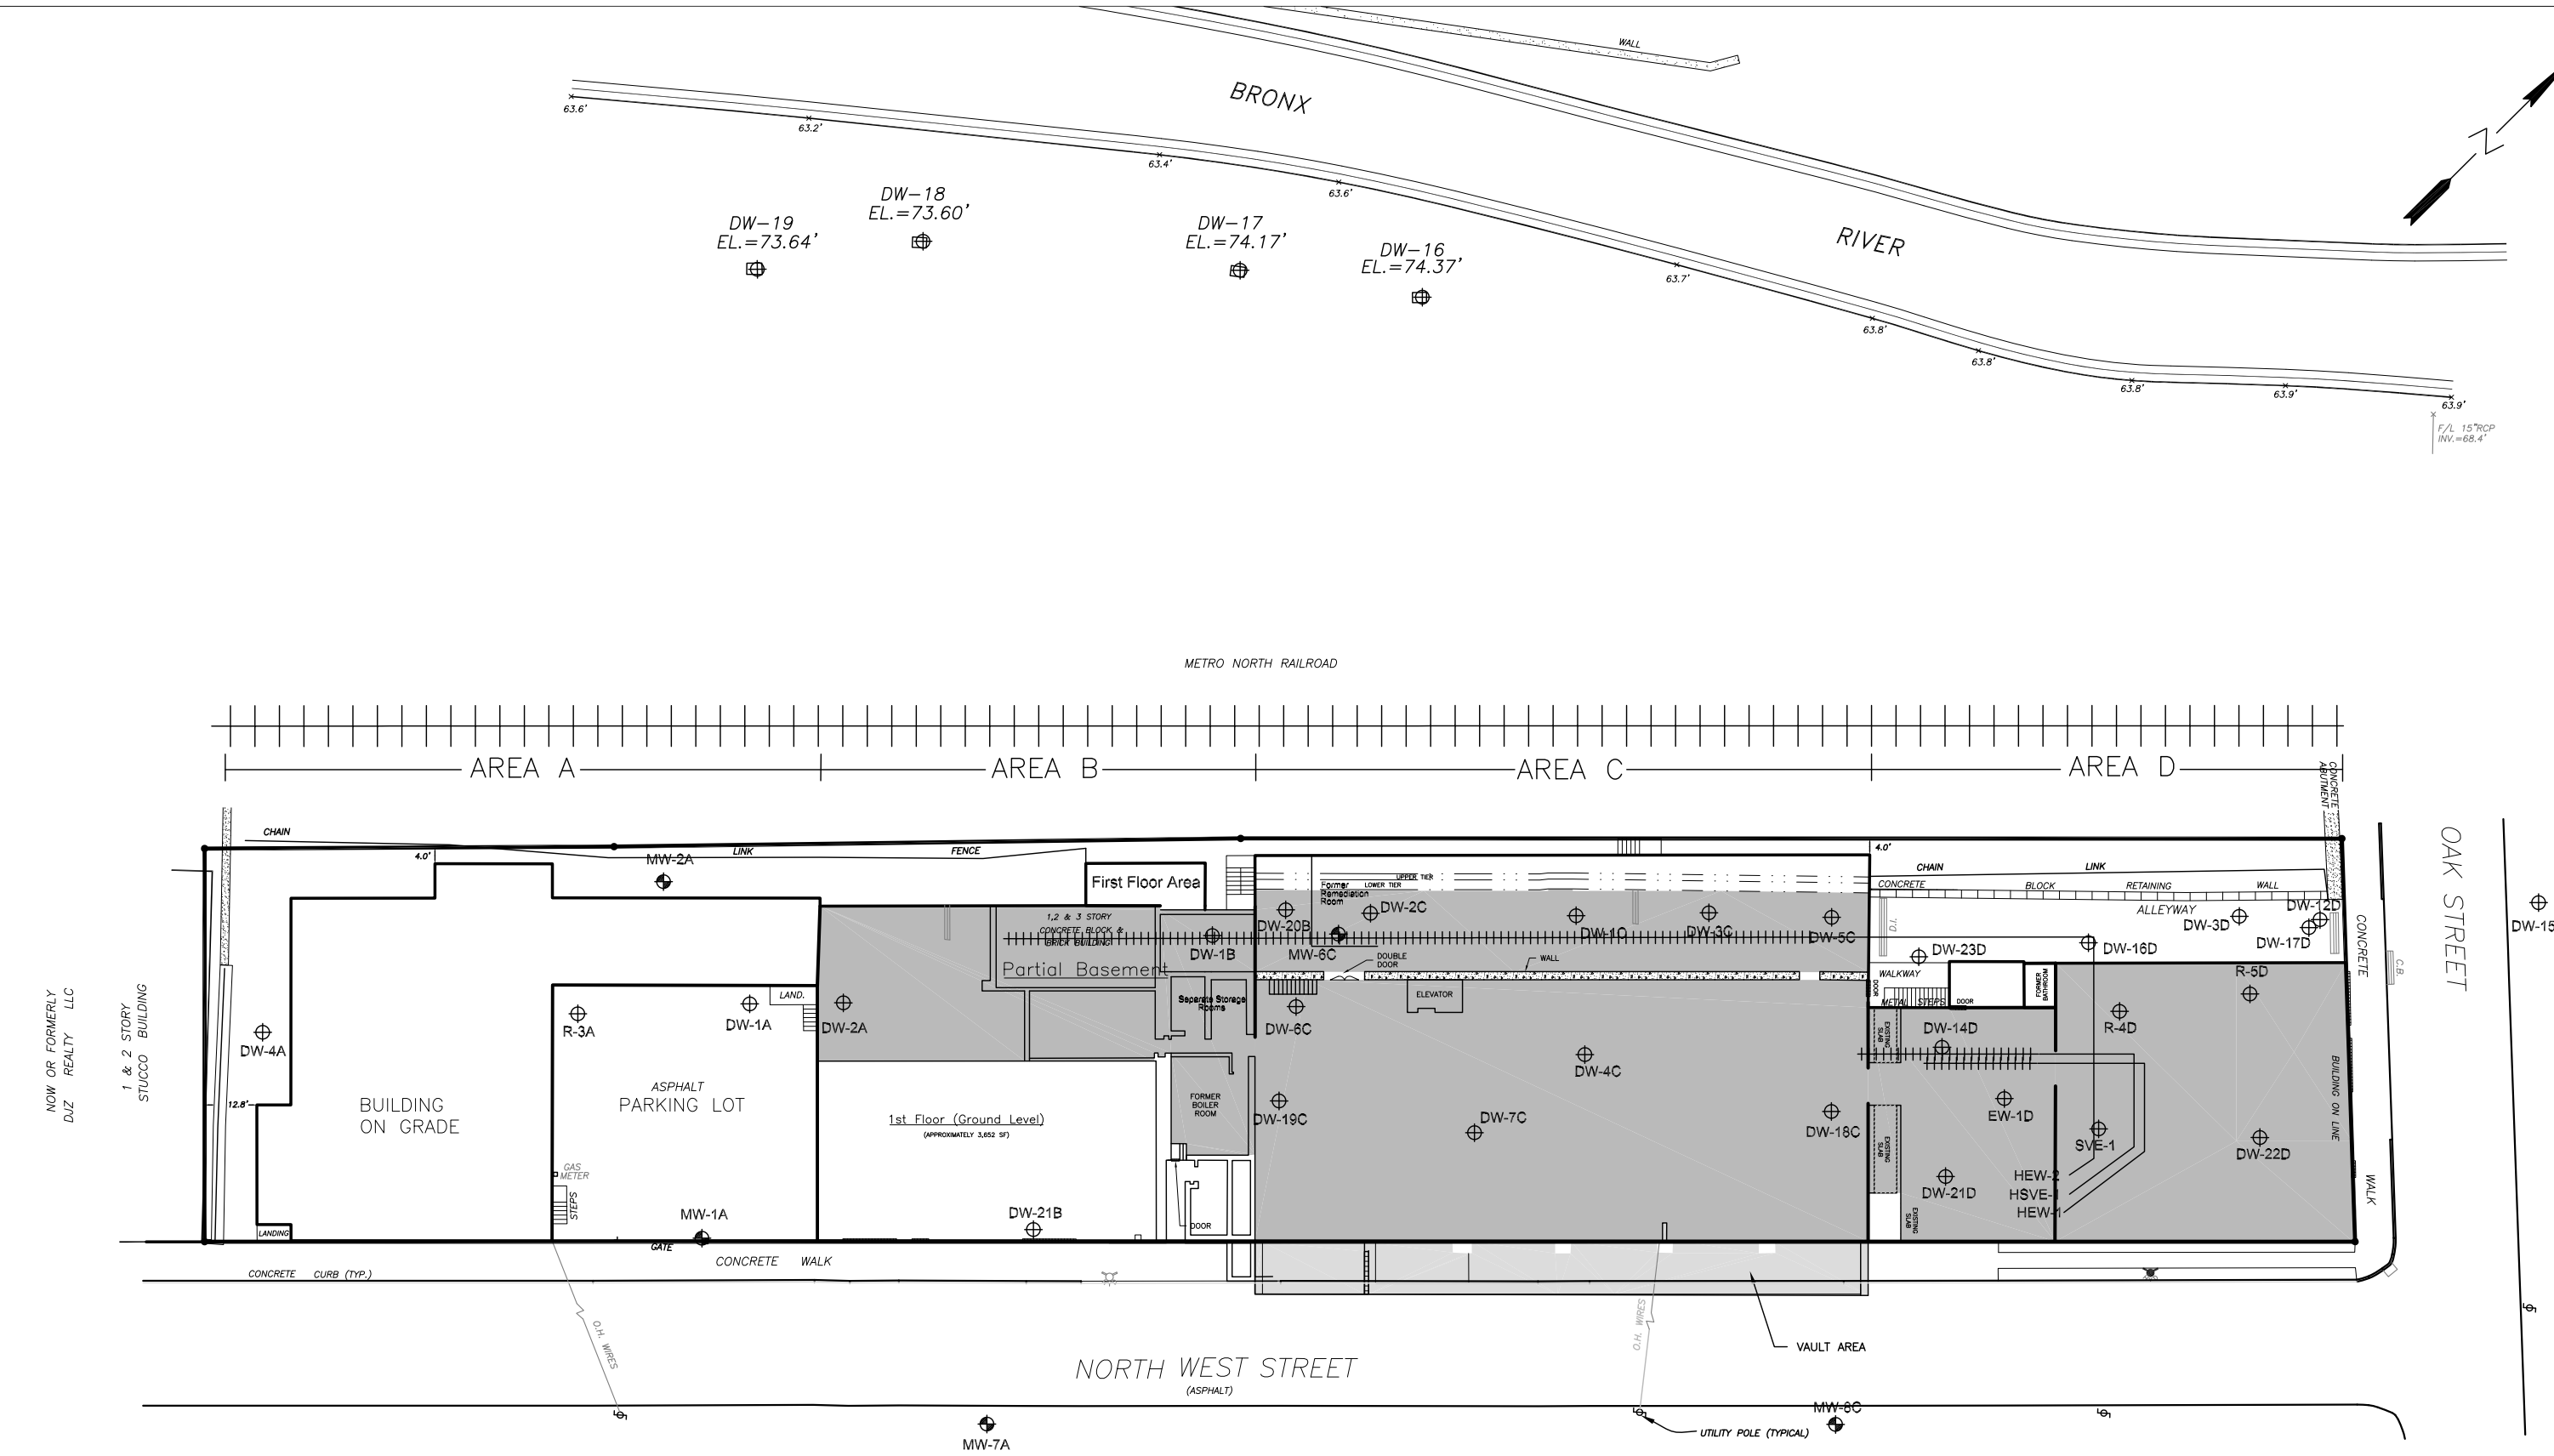 WALL
BRONX
63.6'
63.2'
63.4'
63.6'
DW-18
EL.=73.60'
DW-19
EL.=73.64'
DW-17
EL.=74.17'
DW-16
EL.=74.37'
RIVER
63.7'
63.8'
63.8'
63.8'
63.9'
63.9'
F/L 15"RCP
INV.=68.4'
N
METRO NORTH RAILROAD
AREA A
AREA B
AREA C
AREA D
CONCRETE
ABUTMENT
OAK STREET
CHAIN
LINK
FENCE
4.0'
MW-2A
4.0'
CHAIN
LINK
First Floor Area
UPPER TIER
LOWER TIER
Former
Remediation
Room
CONCRETE
BLOCK
RETAINING
WALL
ALLEYWAY
1,2 & 3 STORY
CONCRETE BLOCK &
BRICK BUILDING
Partial Basement
DW-1B
DW-20B
MW-6C
DW-2C
DW-1C
DW-3C
DW-5C
DOUBLE
DOOR
WALL
DW-23D
DW-16D
DW-3D
DW-12D
DW-17D
DW-15
CONCRETE
C.B.
T.D.
WALKWAY
METAL STEPS
DOOR
DOOR
FORMER
BATHROOM
R-5D
R-4D
NOW OR FORMERLY
DJZ REALTY LLC
1 & 2 STORY
STUCCO BUILDING
DW-4A
R-3A
DW-1A
LAND.
DW-2A
Separate Storage
Rooms
DW-6C
ELEVATOR
DW-4C
DW-14D
EXISTING
SLAB
12.8'
BUILDING
ON GRADE
ASPHALT
PARKING LOT
1st Floor (Ground Level)
(APPROXIMATELY 3,652 SF)
FORMER
BOILER
ROOM
DW-19C
DW-7C
DW-18C
EXISTING
SLAB
EW-1D
SVE-1
DW-22D
BUILDING ON LINE
GAS
METER
STEPS
HEW-2
HSVE-1
HEW-1
DW-21D
EXISTING
SLAB
WALK
MW-1A
DW-21B
DOOR
LANDING
GATE
CONCRETE WALK
CONCRETE CURB (TYP.)
O.H. WIRES
O.H. WIRES
VAULT AREA
NORTH WEST STREET
(ASPHALT)
MW-7A
MW-8C
UTILITY POLE (TYPICAL)